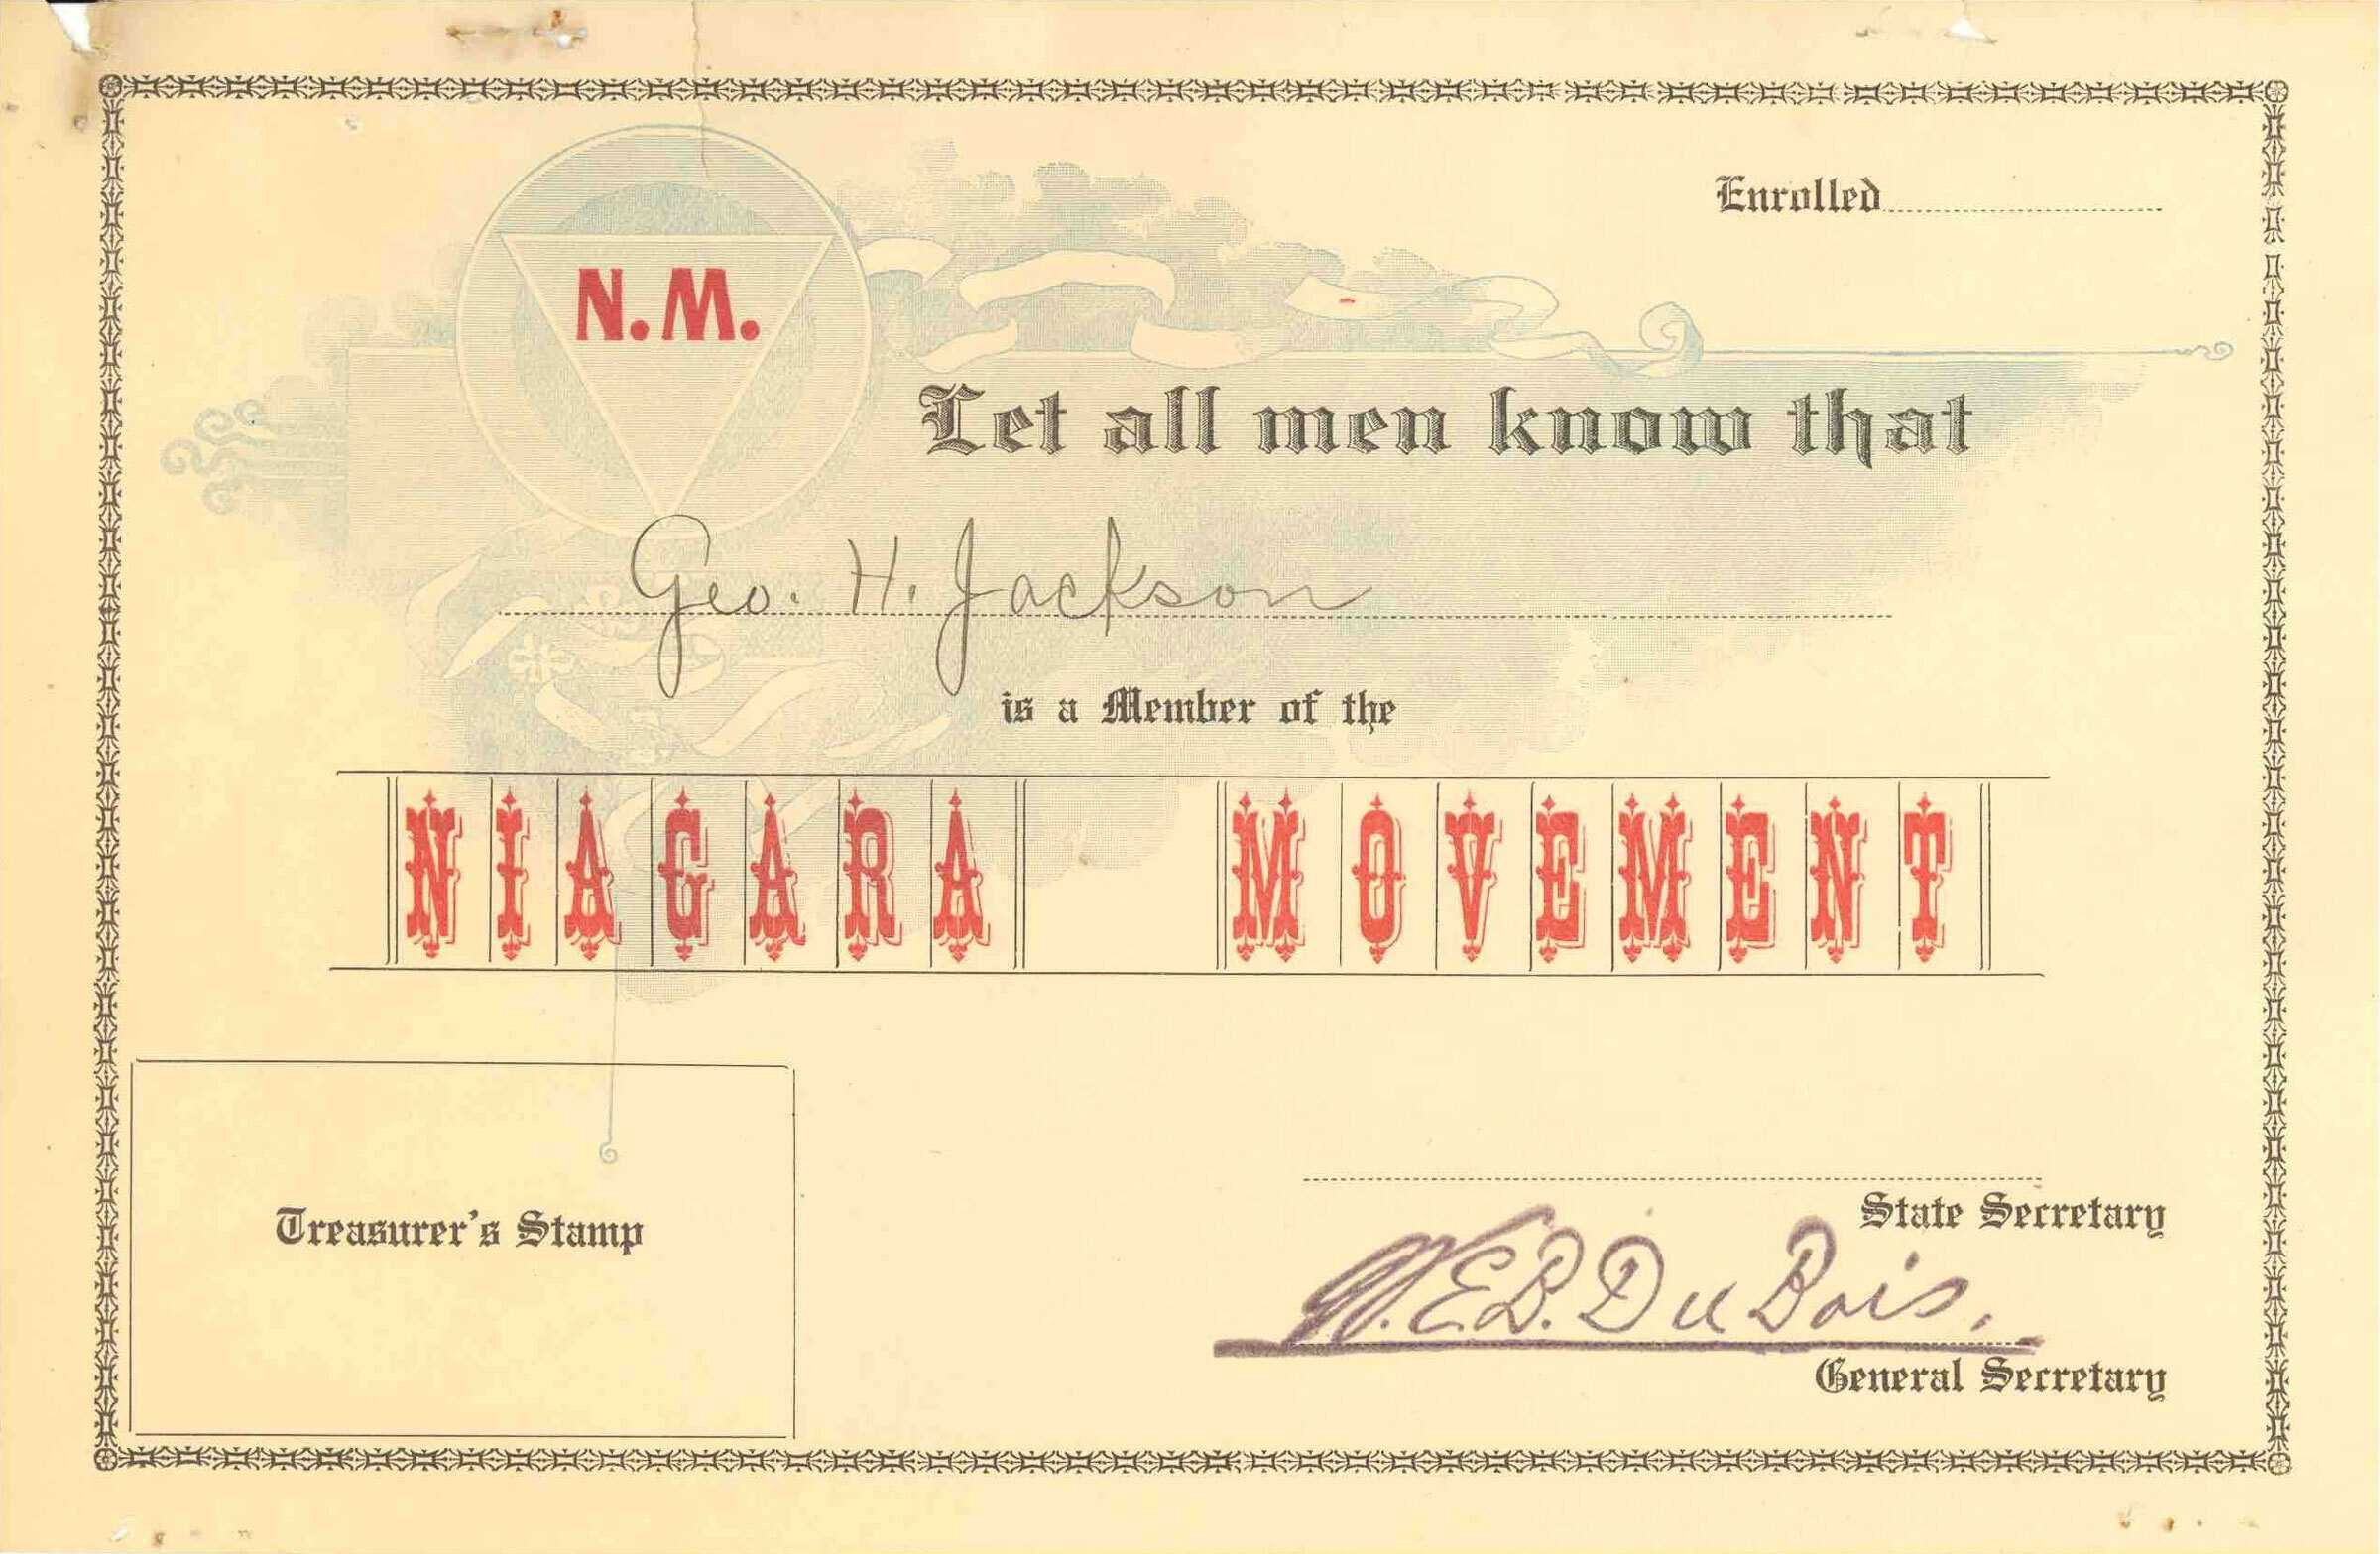 Enrolled
N.M.
Let all men know that
Geo. H. Jackson
is a Member of the
NIAGARA MOVEMENT
State Secretary
Treasurer's Stamp
W.E.B. Du Bois.
General Secretary